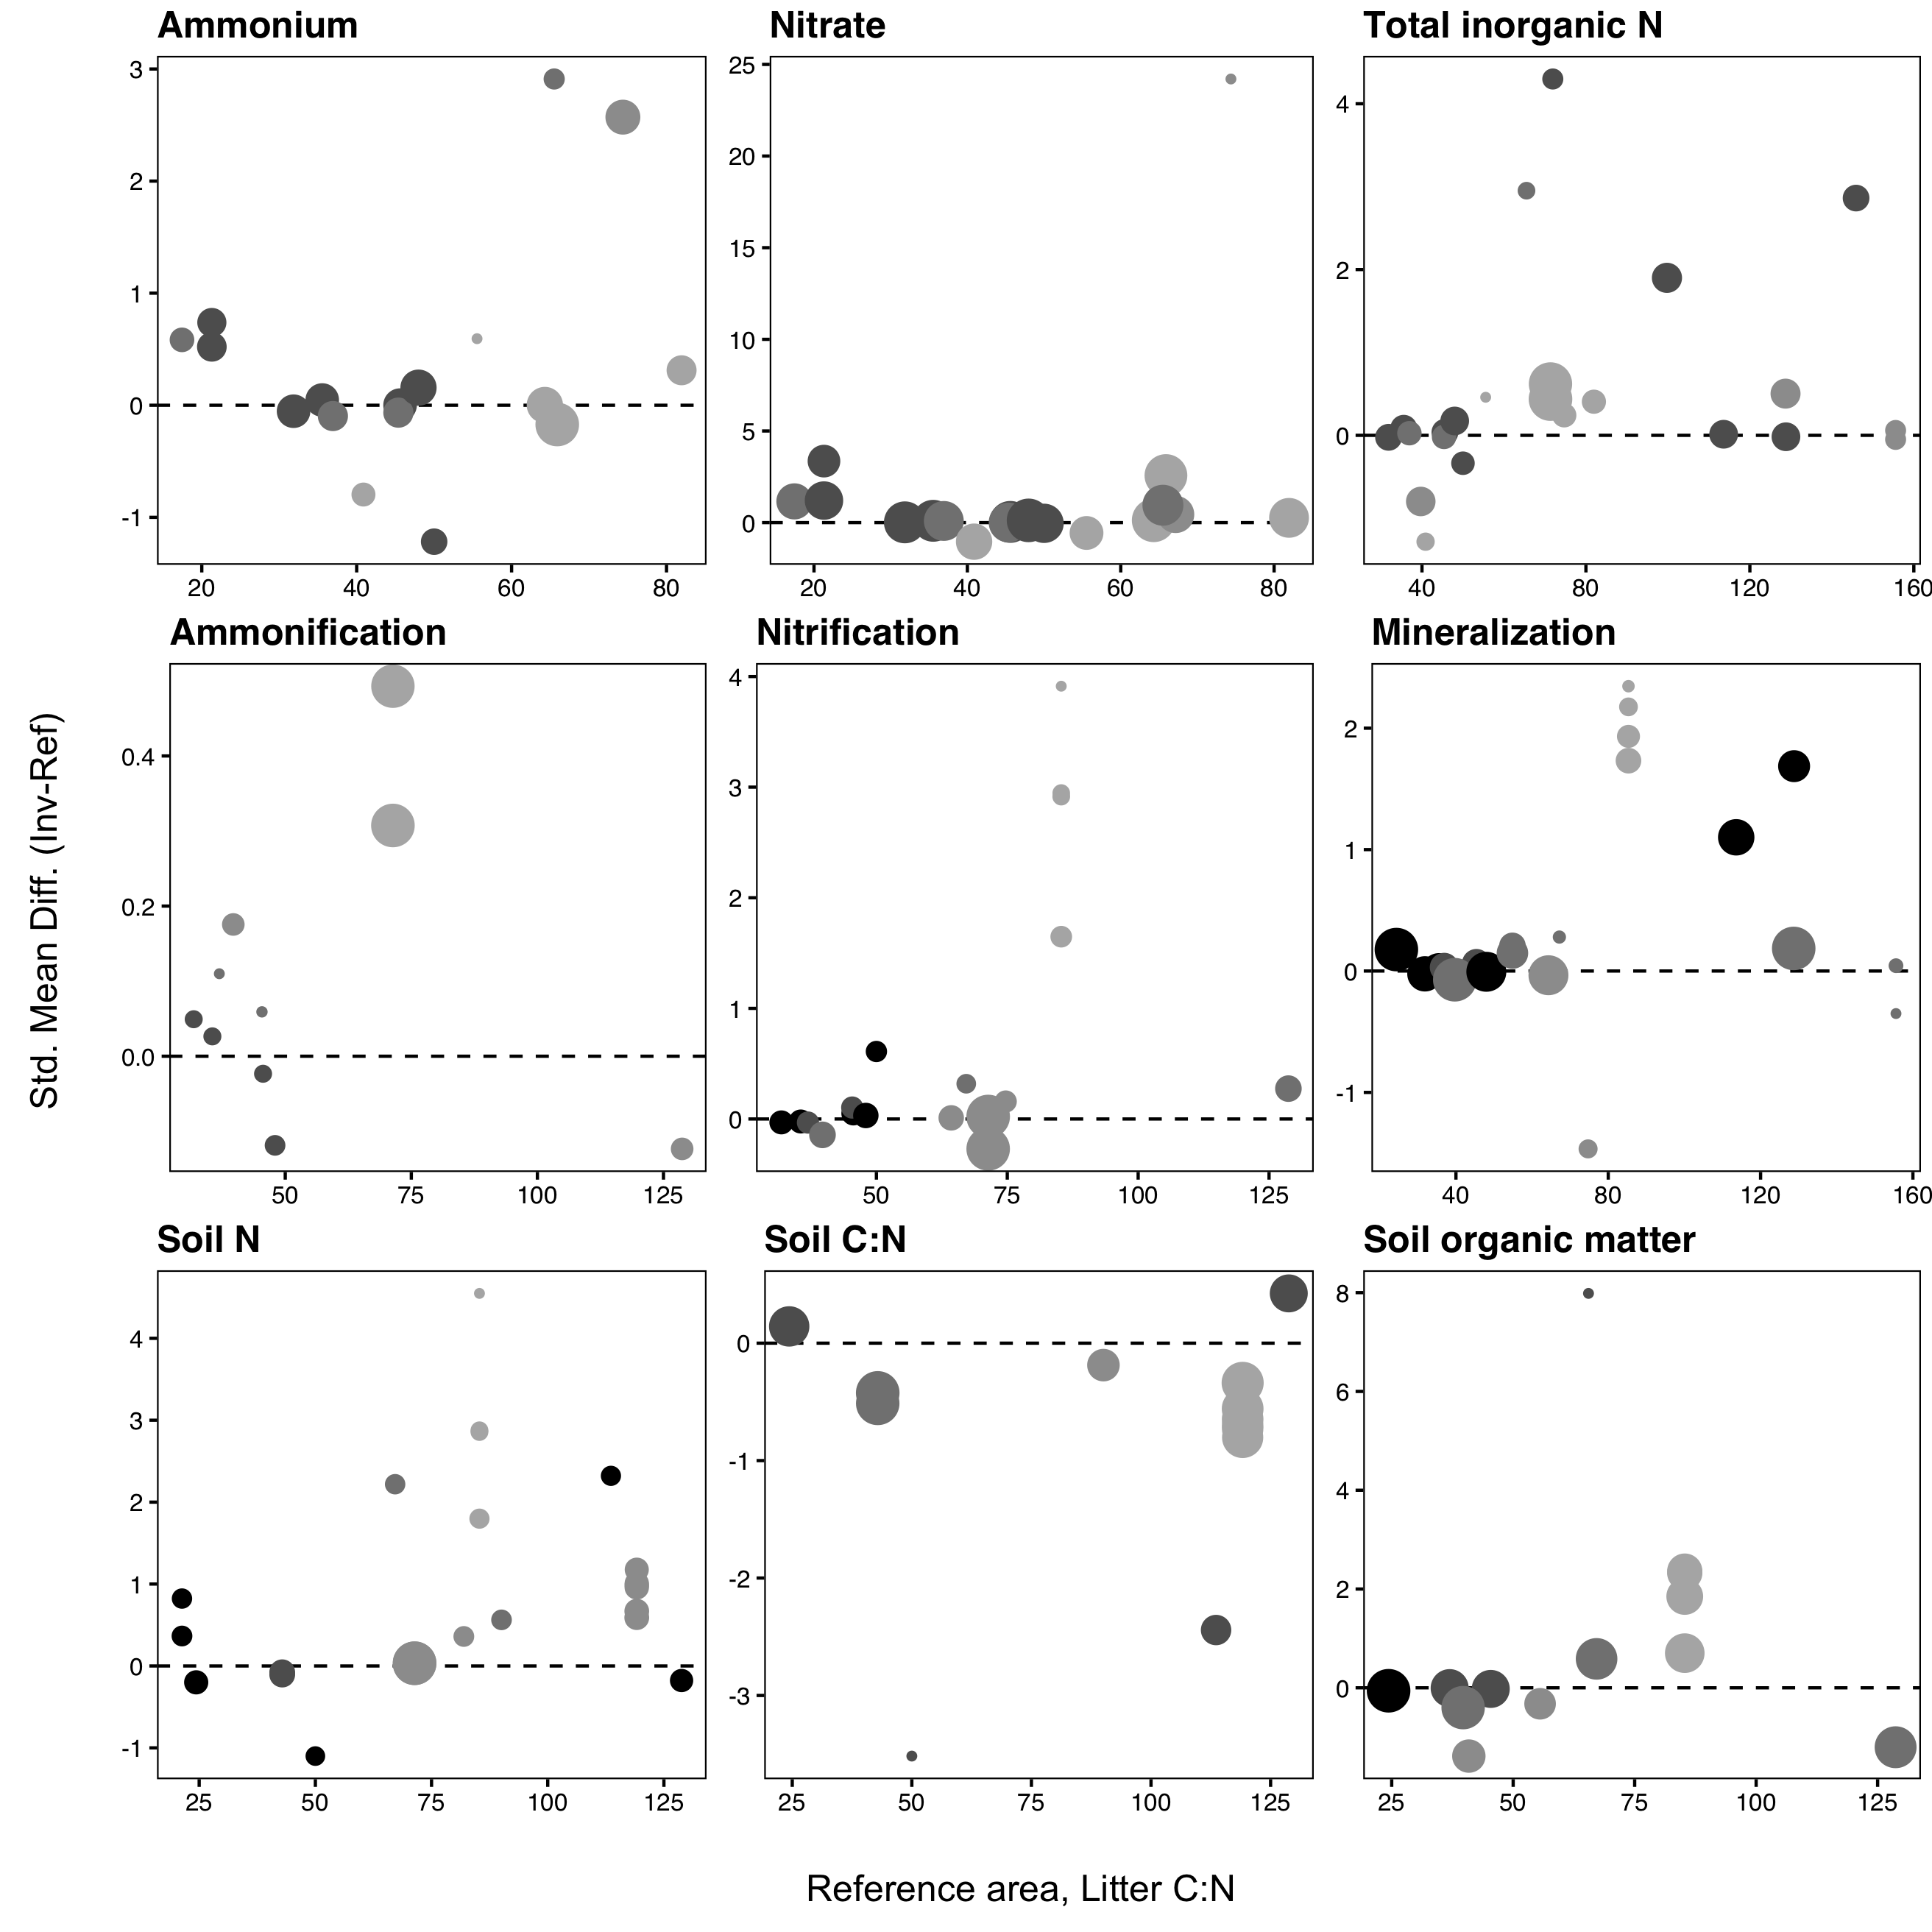 Ammonium
Nitrate
Total inorganic N
3
2
1
0
-1
20 40 60 80
25
20
15
10
5
0
20 40 60 80
4
2
0
40 80 120 160
Ammonification
Nitrification
Mineralization
Std. Mean Diff. (Inv-Ref)
0.4
0.2
0.0
50 75 100 125
4
3
2
1
0
50 75 100 125
2
1
0
-1
40 80 120 160
Soil N
Soil C:N
Soil organic matter
4
3
2
1
0
-1
25 50 75 100 125
0
-1
-2
-3
25 50 75 100 125
8
6
4
2
0
25 50 75 100 125
Reference area, Litter C:N